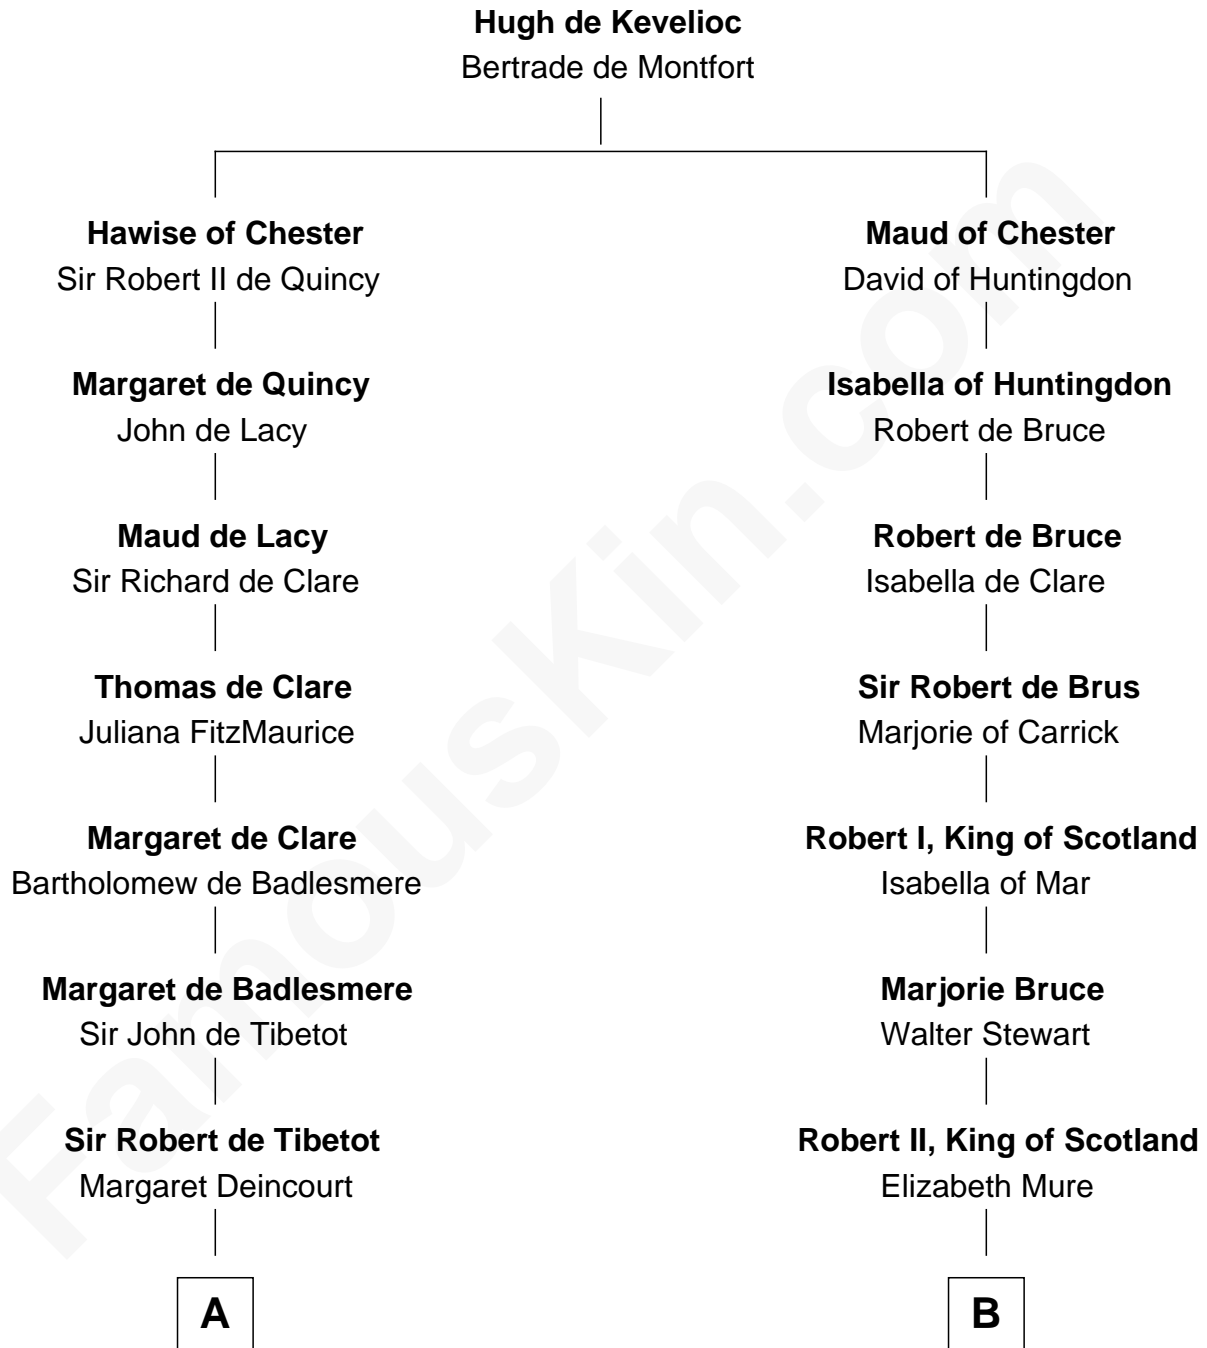 Hugh de Kevelioc
Bertrade de Montfort
Hawise of Chester
Sir Robert II de Quincy
Maud of Chester
David of Huntingdon
Margaret de Quincy
John de Lacy
Isabella of Huntingdon
Robert de Bruce
Maud de Lacy
Sir Richard de Clare
Robert de Bruce
Isabella de Clare
Thomas de Clare
Juliana FitzMaurice
Sir Robert de Brus
Marjorie of Carrick
Margaret de Clare
Bartholomew de Badlesmere
Robert I, King of Scotland
Isabella of Mar
Margaret de Badlesmere
Sir John de Tibetot
Marjorie Bruce
Walter Stewart
Sir Robert de Tibetot
Margaret Deincourt
Robert II, King of Scotland
Elizabeth Mure
A
B
FamousKin.com